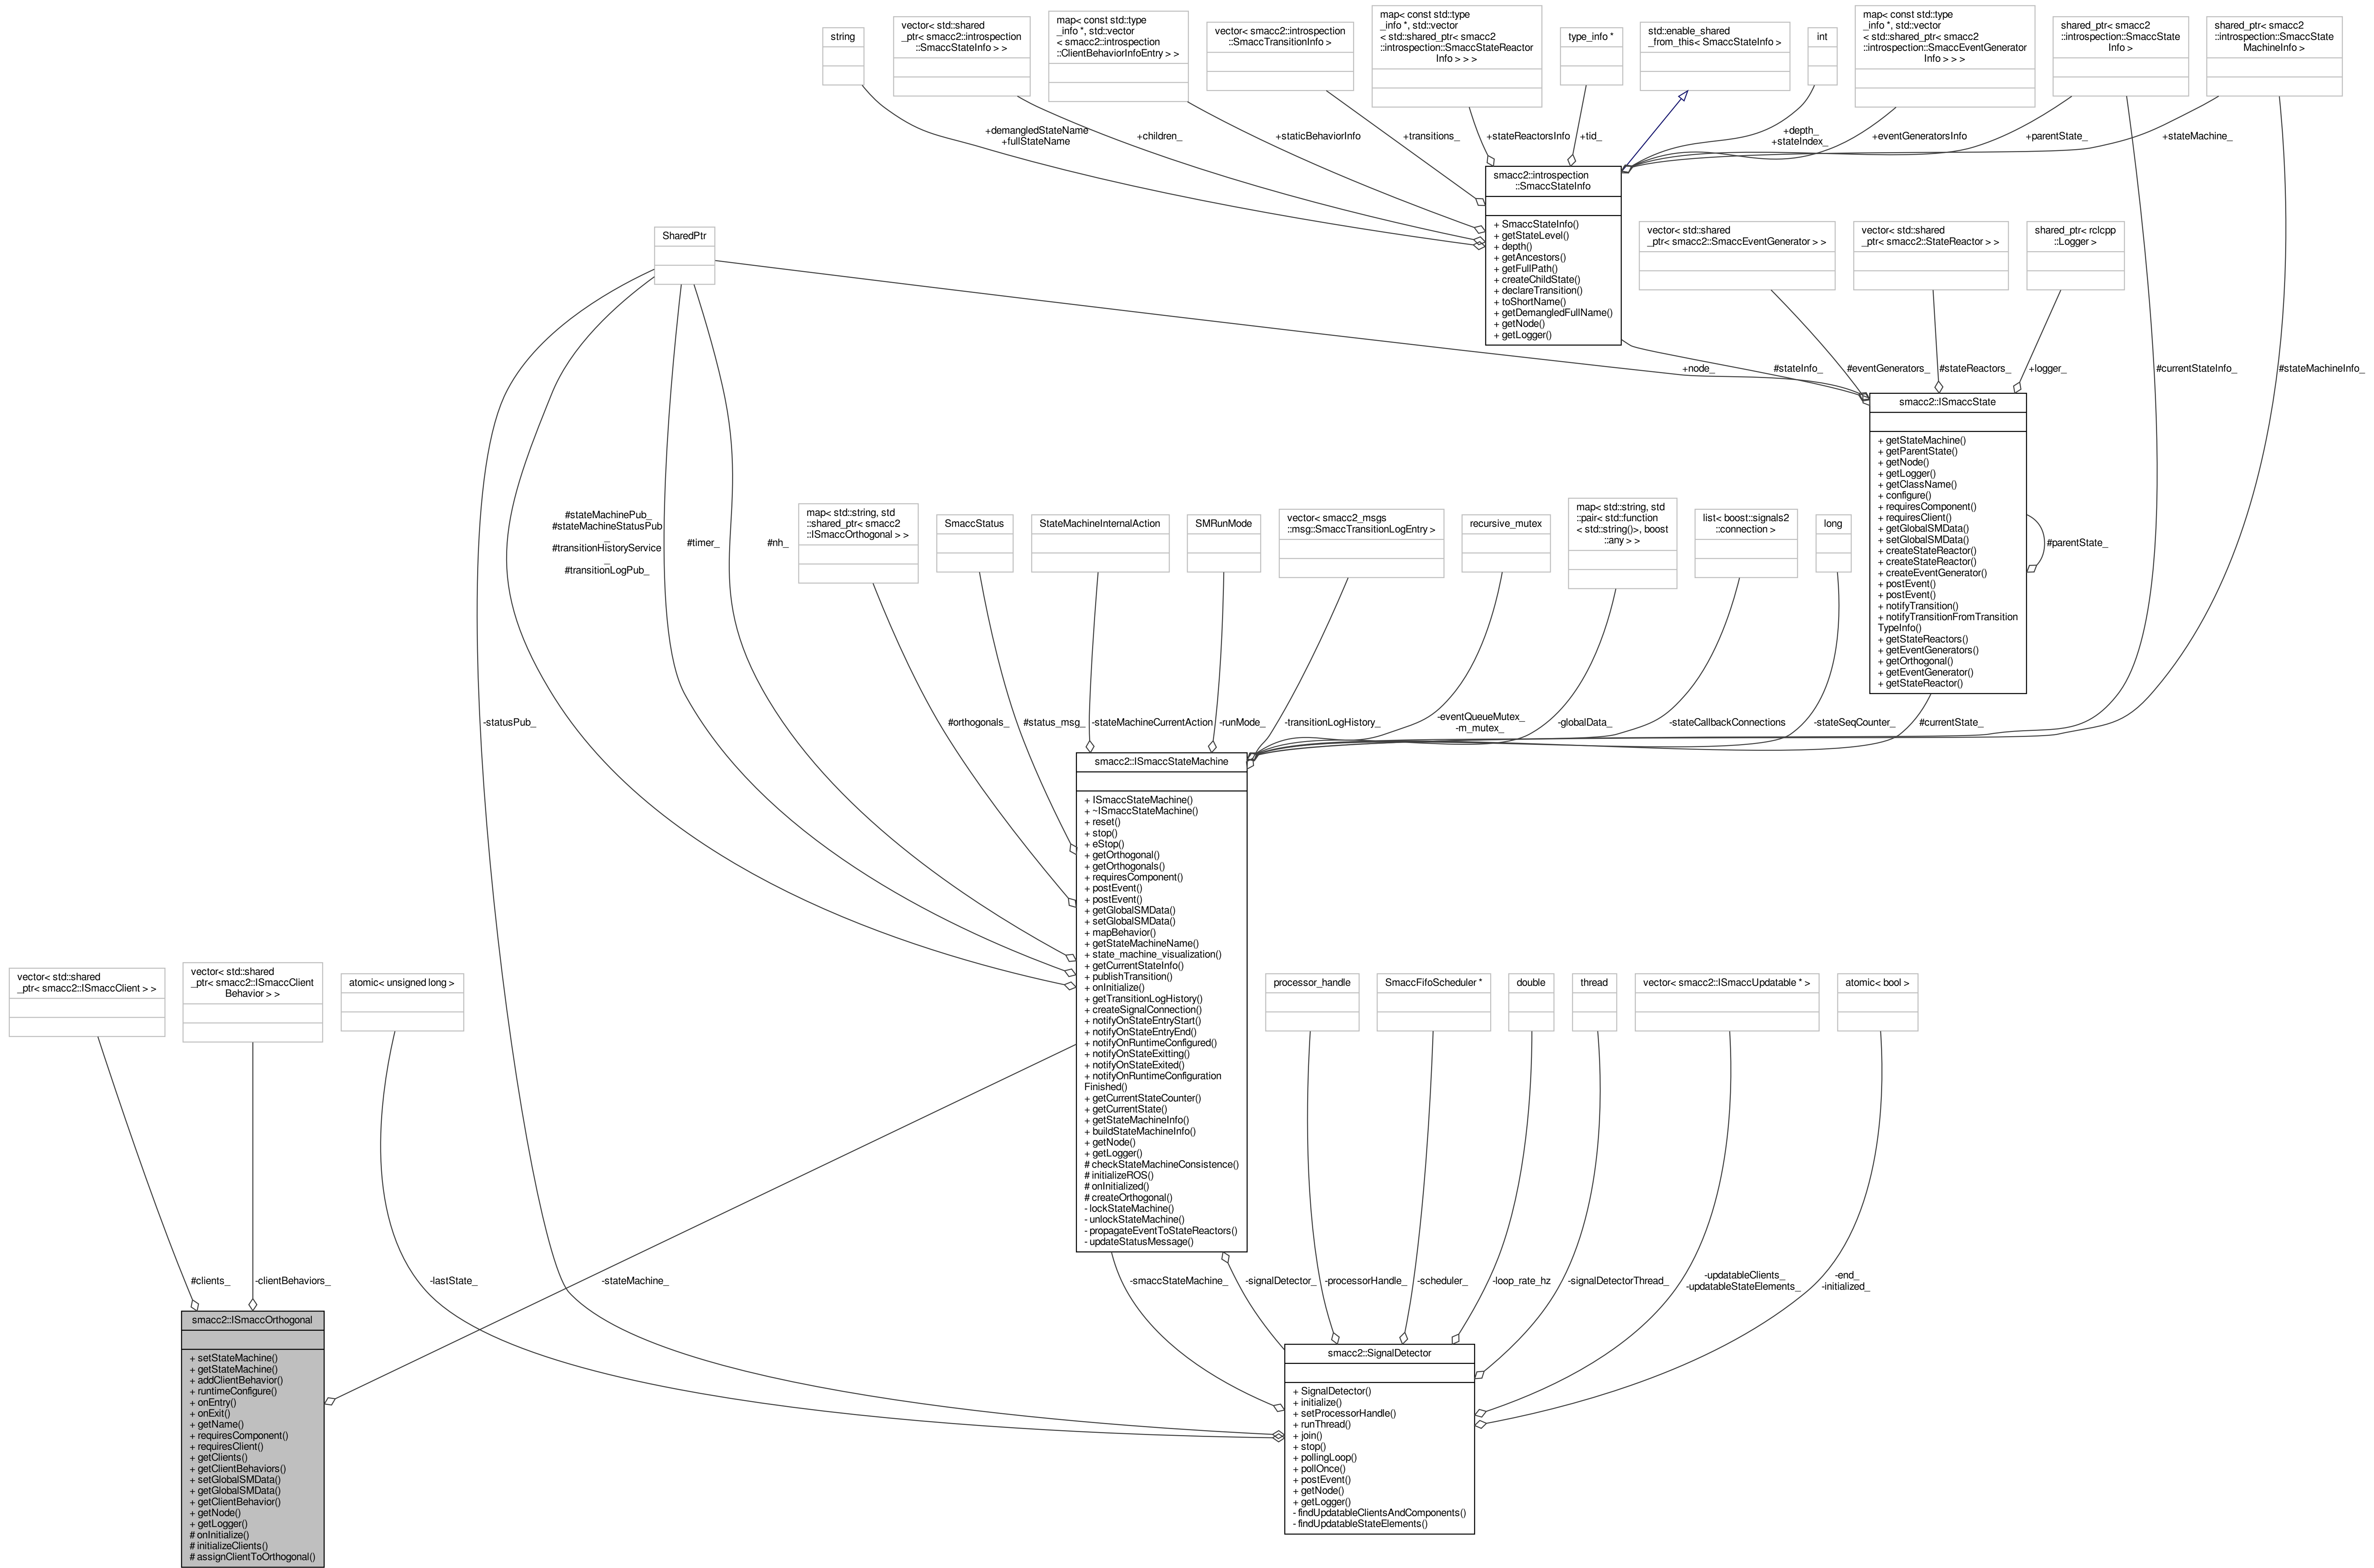 string
vector< std::shared
_ptr< smacc2::introspection
::SmaccStateInfo > >
map< const std::type
_info *, std::vector
< smacc2::introspection
::ClientBehaviorInfoEntry > >
vector< smacc2::introspection
::SmaccTransitionInfo >
map< const std::type
_info *, std::vector
< std::shared_ptr< smacc2
::introspection::SmaccStateReactor
Info > > >
type_info *
std::enable_shared
_from_this< SmaccStateInfo >
int
map< const std::type
_info *, std::vector
< std::shared_ptr< smacc2
::introspection::SmaccEventGenerator
Info > > >
shared_ptr< smacc2
::introspection::SmaccState
Info >
shared_ptr< smacc2
::introspection::SmaccState
MachineInfo >
+demangledStateName
+fullStateName
+children_
+staticBehaviorInfo
+transitions_
+stateReactorsInfo
+tid_
+depth_
+stateIndex_
+eventGeneratorsInfo
+parentState_
+stateMachine_
smacc2::introspection
::SmaccStateInfo
+ SmaccStateInfo()
+ getStateLevel()
+ depth()
+ getAncestors()
+ getFullPath()
+ createChildState()
+ declareTransition()
+ toShortName()
+ getDemangledFullName()
+ getNode()
+ getLogger()
SharedPtr
vector< std::shared
_ptr< smacc2::SmaccEventGenerator > >
vector< std::shared
_ptr< smacc2::StateReactor > >
shared_ptr< rclcpp
::Logger >
+node_
#stateInfo_
#eventGenerators_
#stateReactors_
+logger_
#currentStateInfo_
#stateMachineInfo_
smacc2::ISmaccState
+ getStateMachine()
+ getParentState()
+ getNode()
+ getLogger()
+ getClassName()
+ configure()
+ requiresComponent()
+ requiresClient()
+ getGlobalSMData()
+ setGlobalSMData()
+ createStateReactor()
+ createStateReactor()
+ createEventGenerator()
+ postEvent()
+ postEvent()
+ notifyTransition()
+ notifyTransitionFromTransition
TypeInfo()
+ getStateReactors()
+ getEventGenerators()
+ getOrthogonal()
+ getEventGenerator()
+ getStateReactor()
#parentState_
#stateMachinePub_
#stateMachineStatusPub
_
#transitionHistoryService
_
#transitionLogPub_
#timer_
#nh_
map< std::string, std
::shared_ptr< smacc2
::ISmaccOrthogonal > >
SmaccStatus
StateMachineInternalAction
SMRunMode
vector< smacc2_msgs
::msg::SmaccTransitionLogEntry >
recursive_mutex
map< std::string, std
::pair< std::function
< std::string()>, boost
::any > >
list< boost::signals2
::connection >
long
-statusPub_
#orthogonals_
#status_msg_
-stateMachineCurrentAction
-runMode_
-transitionLogHistory_
-eventQueueMutex_
-m_mutex_
-globalData_
-stateCallbackConnections
-stateSeqCounter_
#currentState_
smacc2::ISmaccStateMachine
+ ISmaccStateMachine()
+ ~ISmaccStateMachine()
+ reset()
+ stop()
+ eStop()
+ getOrthogonal()
+ getOrthogonals()
+ requiresComponent()
+ postEvent()
+ postEvent()
+ getGlobalSMData()
+ setGlobalSMData()
+ mapBehavior()
+ getStateMachineName()
+ state_machine_visualization()
+ getCurrentStateInfo()
+ publishTransition()
+ onInitialize()
+ getTransitionLogHistory()
+ createSignalConnection()
+ notifyOnStateEntryStart()
+ notifyOnStateEntryEnd()
+ notifyOnRuntimeConfigured()
+ notifyOnStateExitting()
+ notifyOnStateExited()
+ notifyOnRuntimeConfiguration
Finished()
+ getCurrentStateCounter()
+ getCurrentState()
+ getStateMachineInfo()
+ buildStateMachineInfo()
+ getNode()
+ getLogger()
# checkStateMachineConsistence()
# initializeROS()
# onInitialized()
# createOrthogonal()
- lockStateMachine()
- unlockStateMachine()
- propagateEventToStateReactors()
- updateStatusMessage()
vector< std::shared
_ptr< smacc2::ISmaccClient > >
vector< std::shared
_ptr< smacc2::ISmaccClient
Behavior > >
atomic< unsigned long >
processor_handle
SmaccFifoScheduler *
double
thread
vector< smacc2::ISmaccUpdatable * >
atomic< bool >
#clients_
-clientBehaviors_
-lastState_
-stateMachine_
-smaccStateMachine_
-signalDetector_
-processorHandle_
-scheduler_
-loop_rate_hz
-signalDetectorThread_
-updatableClients_
-updatableStateElements_
-end_
-initialized_
smacc2::ISmaccOrthogonal
+ setStateMachine()
+ getStateMachine()
+ addClientBehavior()
+ runtimeConfigure()
+ onEntry()
+ onExit()
+ getName()
+ requiresComponent()
+ requiresClient()
+ getClients()
+ getClientBehaviors()
+ setGlobalSMData()
+ getGlobalSMData()
+ getClientBehavior()
+ getNode()
+ getLogger()
# onInitialize()
# initializeClients()
# assignClientToOrthogonal()
smacc2::SignalDetector
+ SignalDetector()
+ initialize()
+ setProcessorHandle()
+ runThread()
+ join()
+ stop()
+ pollingLoop()
+ pollOnce()
+ postEvent()
+ getNode()
+ getLogger()
- findUpdatableClientsAndComponents()
- findUpdatableStateElements()